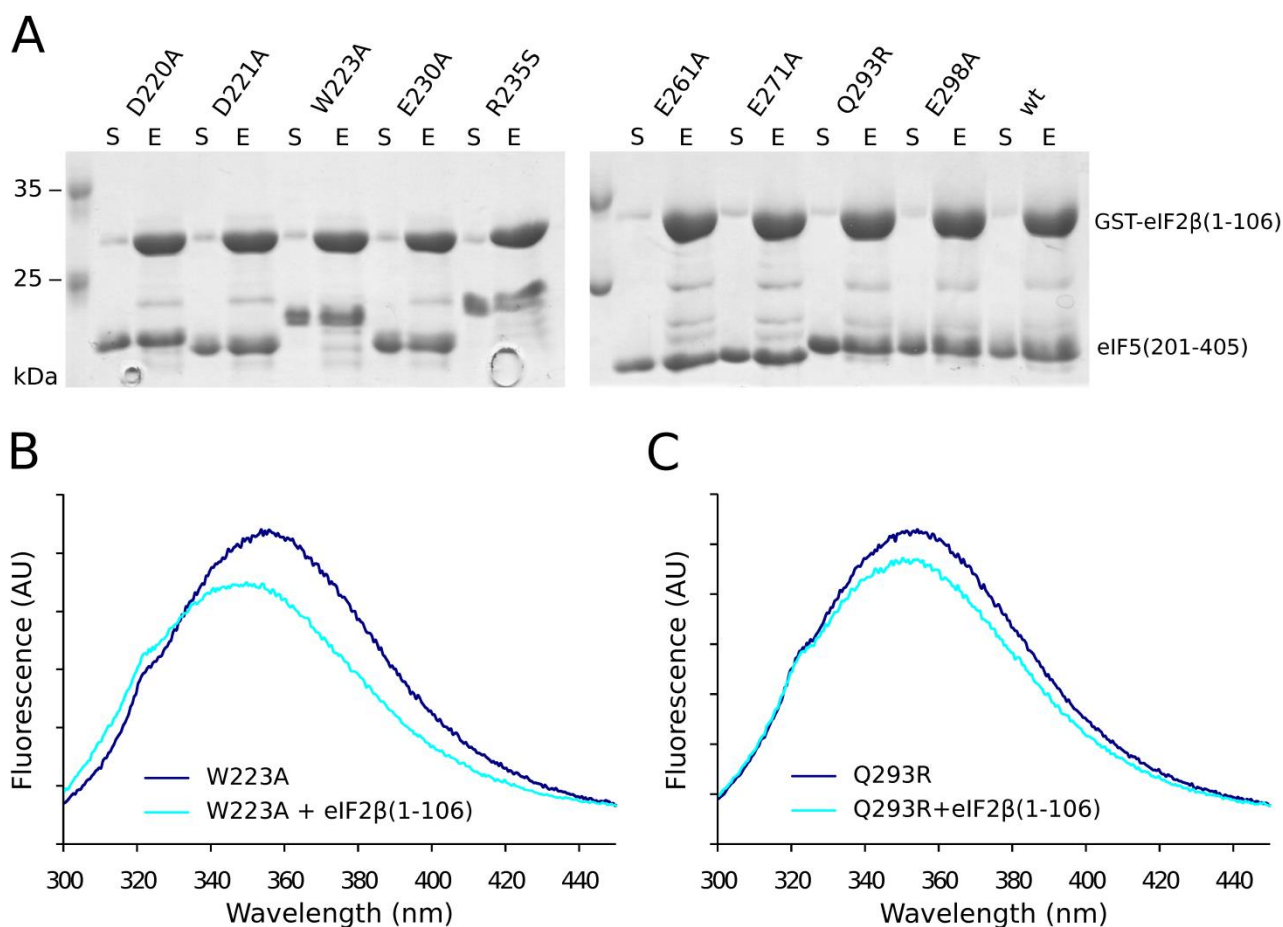 A
D220A D221A W223A E230A R235S E261A E271A Q293R E298A wt
S E S E S E S E S E S E S E S E S E S E
35
GST-eIF2β(1-106)
25
eIF5(201-405)
kDa
B
Fluorescence (AU)
W223A
W223A + eIF2β(1-106)
300 320 340 360 380 400 420 440
Wavelength (nm)
C
Fluorescence (AU)
Q293R
Q293R+eIF2β(1-106)
300 320 340 360 380 400 420 440
Wavelength (nm)